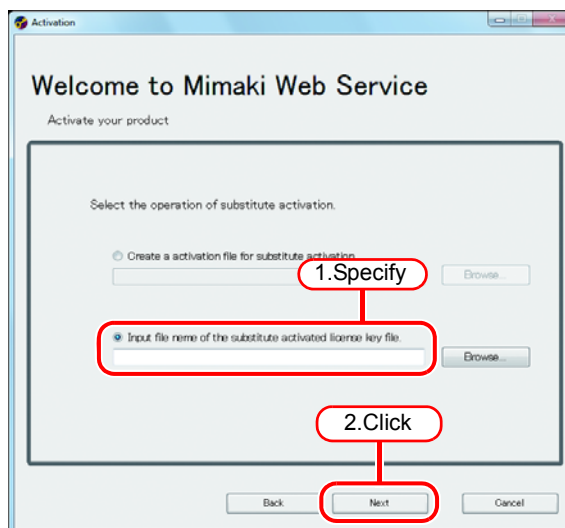 Activation
Welcome to Mimaki Web Service
Activate your product
Select the operation of substitute activation.
Create a activation file for substitute activation
1.Specify
Browse...
Input file name of the substitute activated license key file.
Browse...
2.Click
Back
Next
Cancel